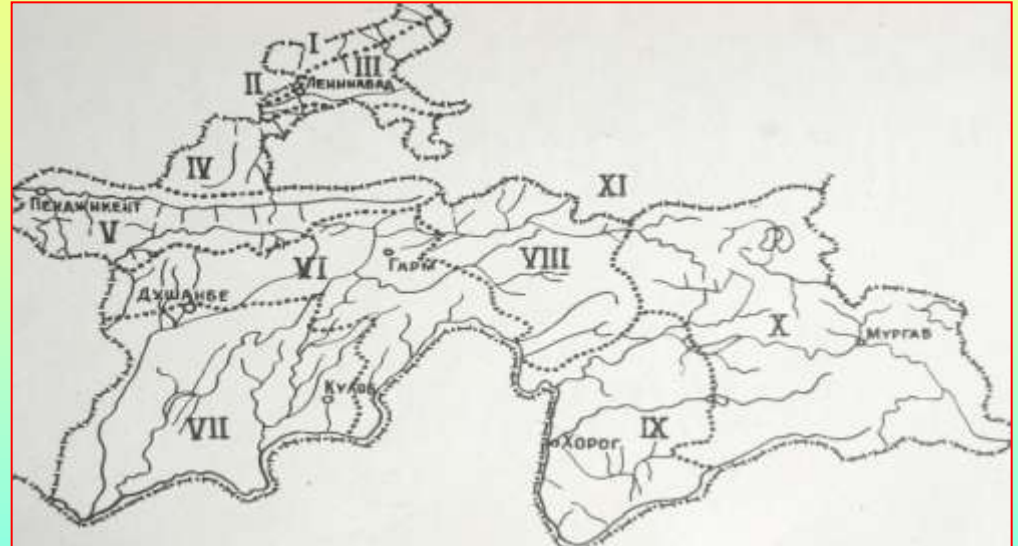 I
II
III
Ленинабад
IV
XI
Пенджикент
V
VI
Гарм
VIII
Душанбе
X
Мургаб
Куляб
VII
IX
Хорог